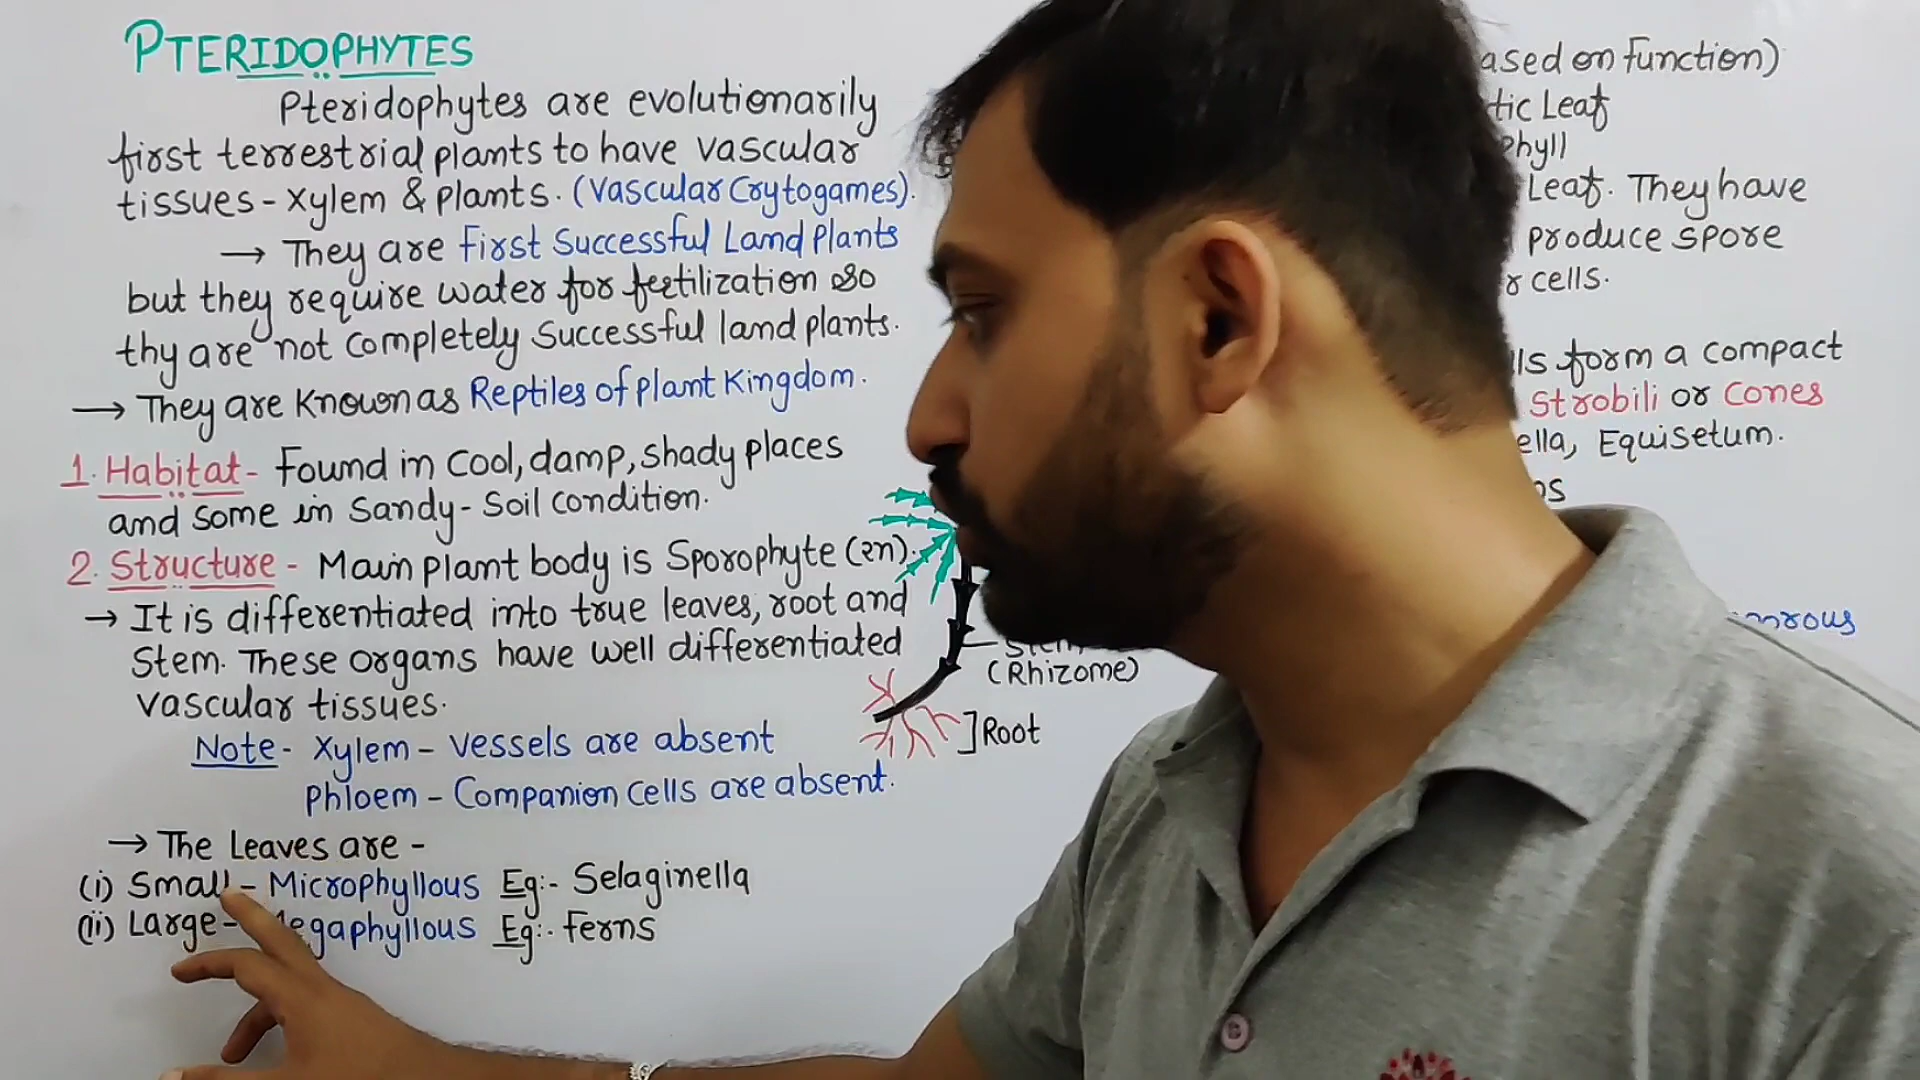 PTERIDOPHYTES
Pteridophytes are evolutionarily
first terrestrial plants to have vascular
tissues - Xylem & plants. (Vascular Crytogames).
→ They are First Successful Land Plants
but they require water for fertilization so
thy are not completely Successful land plants.
→ They are Known as Reptiles of plant Kingdom.
1. Habitat - Found in Cool, damp, shady places
and some in Sandy - Soil condition.
2. Structure - Main plant body is Sporophyte (2n).
→ It is differentiated into true leaves, root and
Stem. These organs have well differentiated
vascular tissues.
Note - Xylem - vessels are absent
Phloem - Companion cells are absent.
→ The Leaves are -
(i) Small - Microphyllous Eg:- Selaginella
(ii) Large - Megaphyllous Eg:- Ferns
Stem
(Rhizome)
]Root
ased on function)
tic Leaf
phyll
Leaf. They have
produce spore
r cells.
lls form a compact
Strobili or Cones
ella, Equisetum.